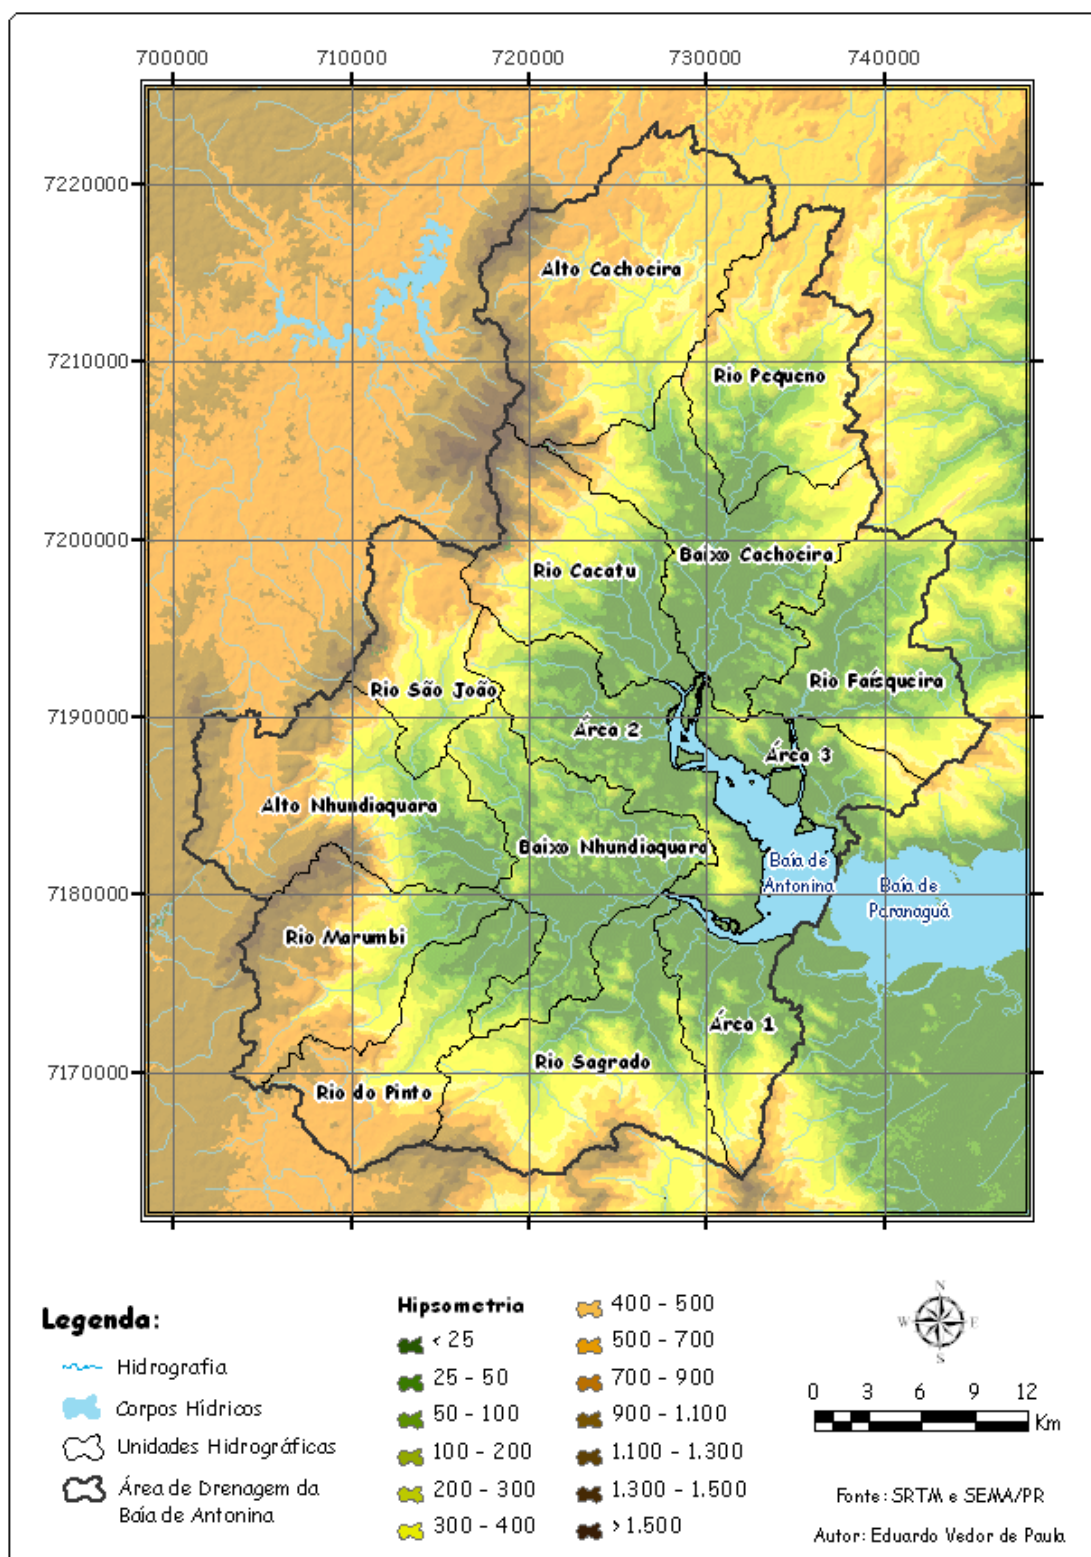 700000 710000 720000 730000 740000
7220000
Alto Cachoeira
7210000
Rio Pequeno
7200000
Baixo Cachoeira
Rio Cacatu
Rio São João
Rio Faisqueira
7190000
Área 2
Área 3
Alto Nhundiaquara
Baixo Nhundiaquara
Baía de
Antonina
7180000
Baía de
Paranaguá
Rio Marumbi
Área 1
7170000
Rio Sagrado
Rio do Pinto
Legenda:
Hidrografia
Corpos Hídricos
Unidades Hidrográficas
Área de Drenagem da
Baía de Antonina
Hipsometria
< 25
25 - 50
50 - 100
100 - 200
200 - 300
300 - 400
400 - 500
500 - 700
700 - 900
900 - 1.100
1.100 - 1.300
1.300 - 1.500
> 1.500
N
W E
S
0 3 6 9 12
Km
Fonte: SRTM e SEMA/PR
Autor: Eduardo Vedor de Paula